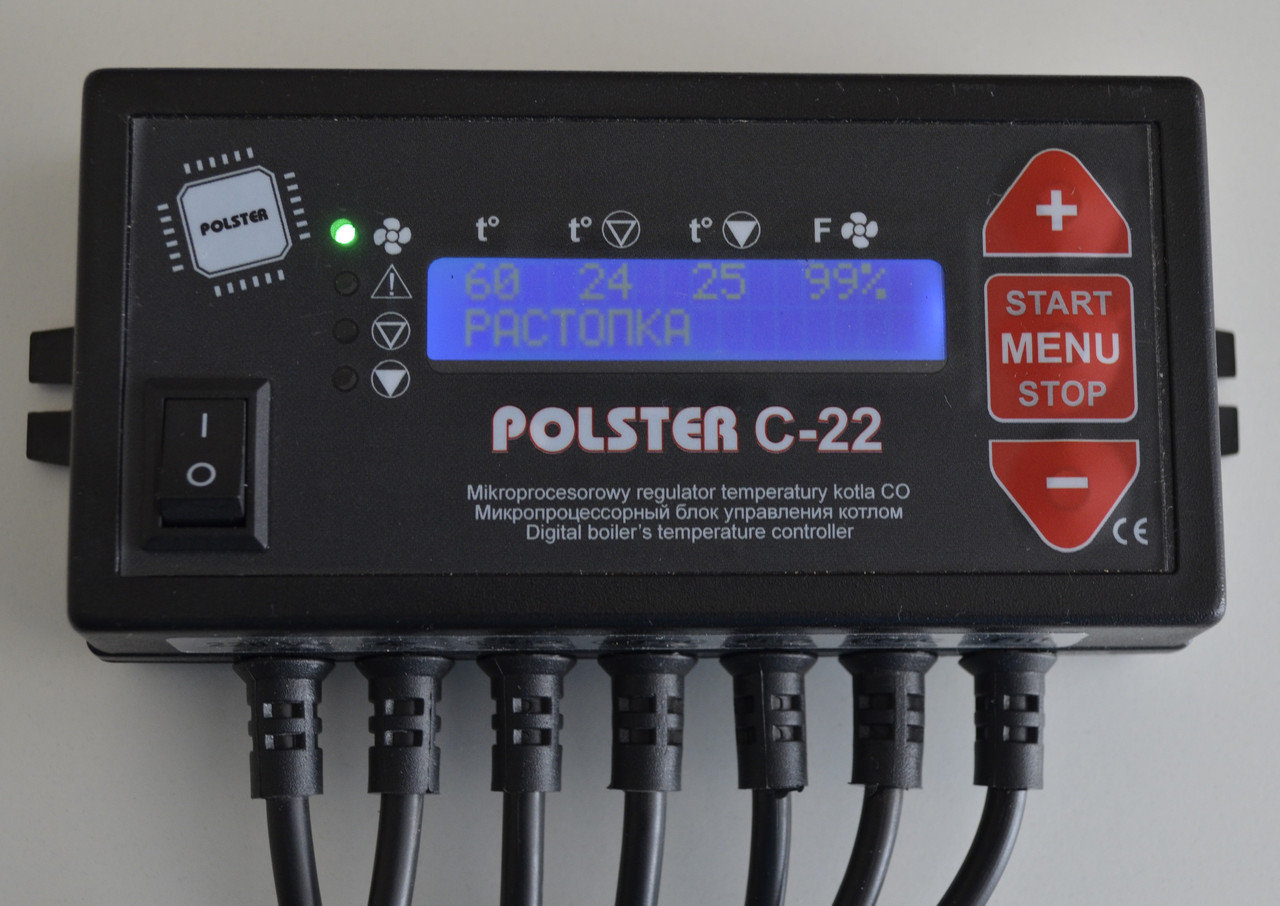 POLSTER
t° t° t° F
60 24 25 99%
РАСТОПКА
POLSTER C-22
Mikroprocesorowy regulator temperatury kotla CO
Микропроцессорный блок управления котлом
Digital boiler's temperature controller
I
O
+
START
MENU
STOP
-
CE